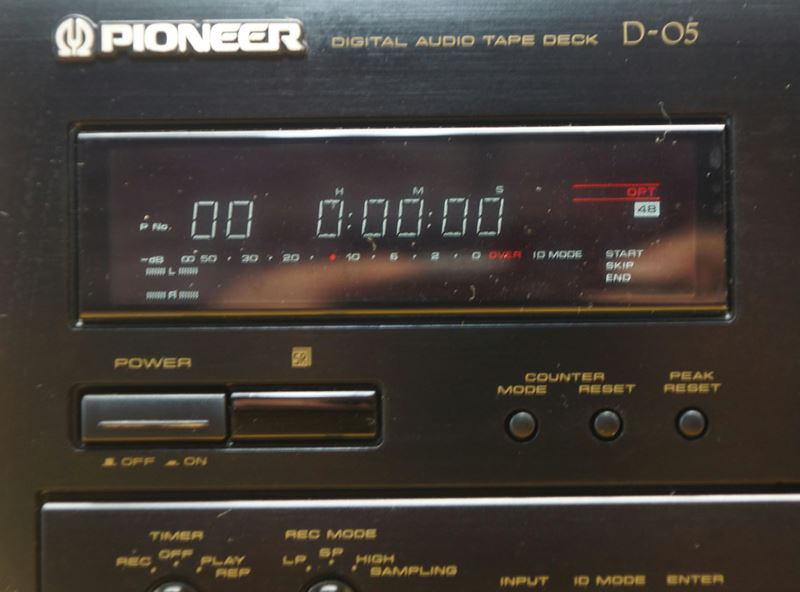 PIONEER DIGITAL AUDIO TAPE DECK D-05
H M S
OPT
P No. 00 0:00:00 48
-dB ∞ 50 · 30 · 20 · • 10 · 6 · 2 · 0 OVER ID MODE START
L SKIP
R END
POWER SR
COUNTER PEAK
MODE RESET RESET
OFF ON
TIMER REC MODE
REC OFF PLAY LP SP HIGH
REP SAMPLING
INPUT ID MODE ENTER